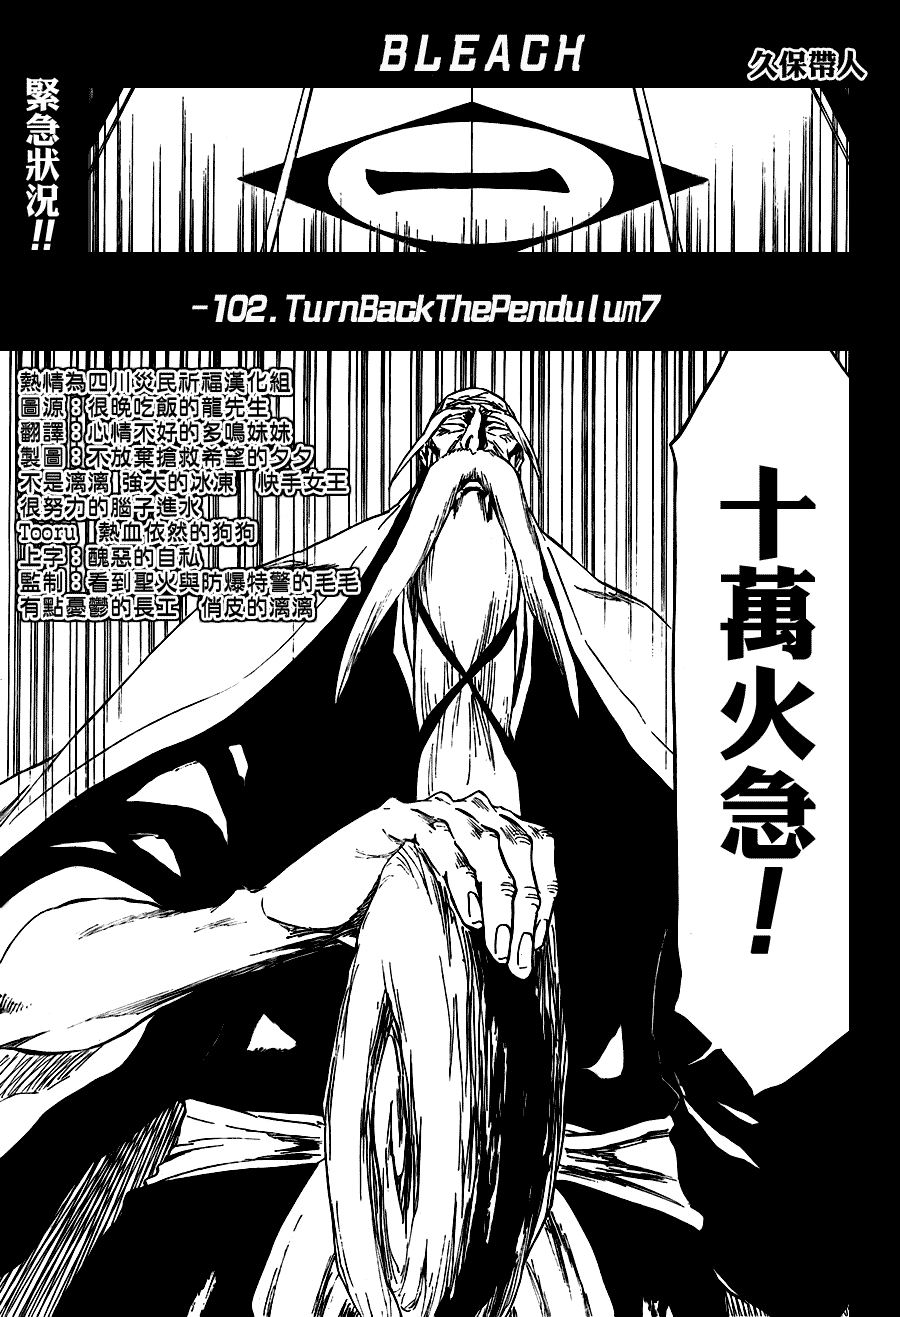 BLEACH
久保帶人
緊急狀況!!
一
-102.TurnBackThePendulum7
熱情為四川災民祈福漢化組
圖源：很晚吃飯的龍先生
翻譯：心情不好的多鳴妹妹
製圖：不放棄搶救希望的夕夕
不是漓漓 強大的冰凍 快手女王
很努力的腦子進水
Tooru 熱血依然的狗狗
上字：醜惡的自私
監制：看到聖火與防爆特警的毛毛
有點憂鬱的長工 俏皮的漓漓
十萬火急！